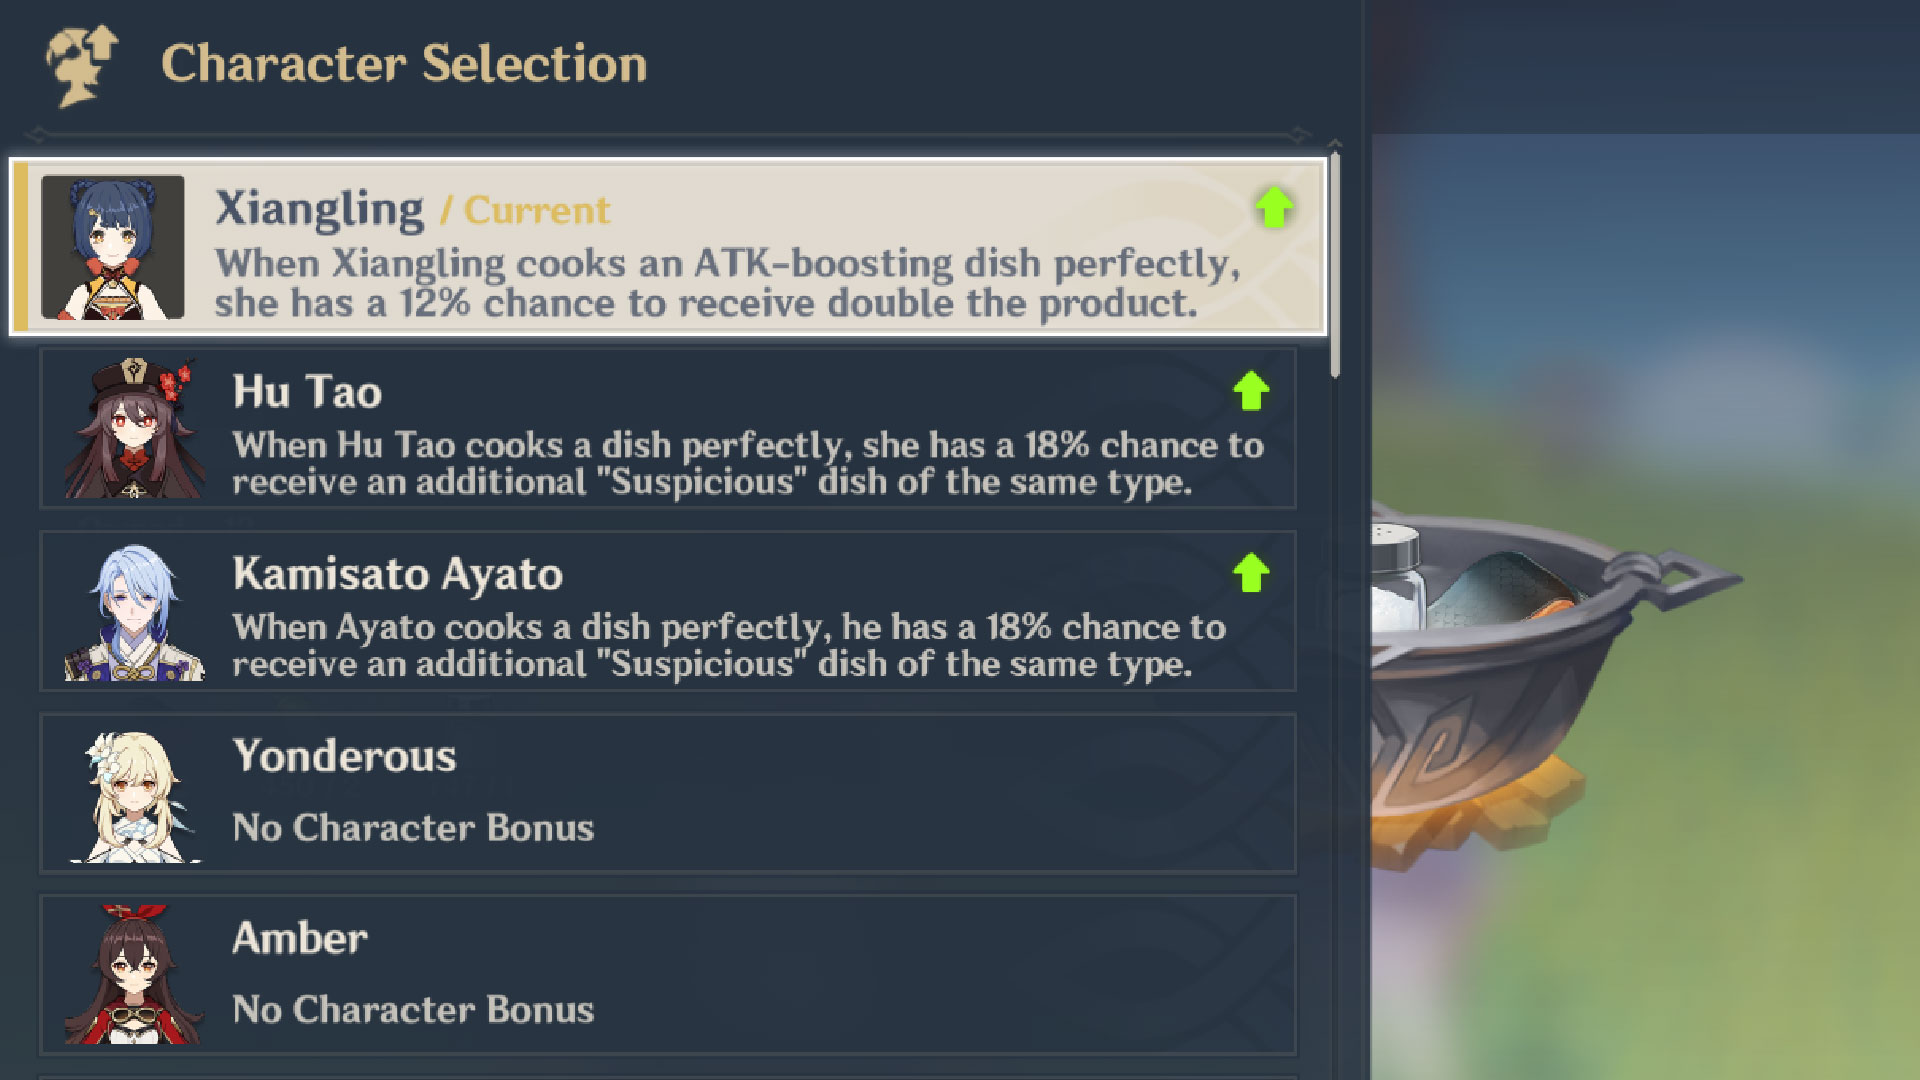 Character Selection
Xiangling / Current
When Xiangling cooks an ATK-boosting dish perfectly,
she has a 12% chance to receive double the product.
Hu Tao
When Hu Tao cooks a dish perfectly, she has a 18% chance to
receive an additional "Suspicious" dish of the same type.
Kamisato Ayato
When Ayato cooks a dish perfectly, he has a 18% chance to
receive an additional "Suspicious" dish of the same type.
Yonderous
No Character Bonus
Amber
No Character Bonus